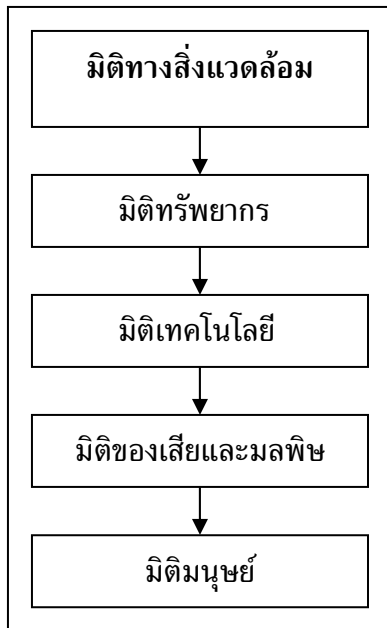 มิติทางสิ่งแวดล้อม
มิติทรัพยากร
มิติเทคโนโลยี
มิติของเสียและมลพิษ
มิติมนุษย์